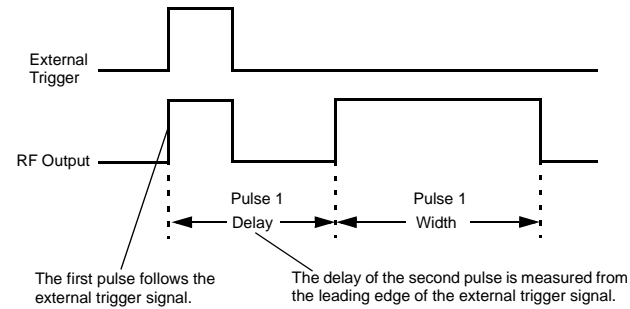 External
Trigger
RF Output
Pulse 1
Delay
Pulse 1
Width
The first pulse follows the
external trigger signal.
The delay of the second pulse is measured from
the leading edge of the external trigger signal.